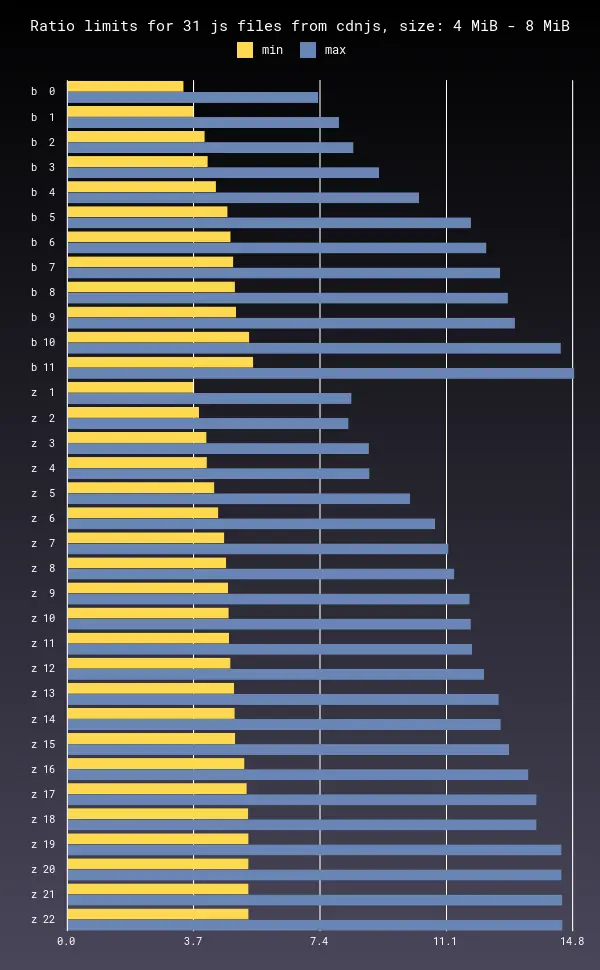 Ratio limits for 31 js files from cdnjs, size: 4 MiB - 8 MiB
min max
b 0
b 1
b 2
b 3
b 4
b 5
b 6
b 7
b 8
b 9
b 10
b 11
z 1
z 2
z 3
z 4
z 5
z 6
z 7
z 8
z 9
z 10
z 11
z 12
z 13
z 14
z 15
z 16
z 17
z 18
z 19
z 20
z 21
z 22
0.0 3.7 7.4 11.1 14.8